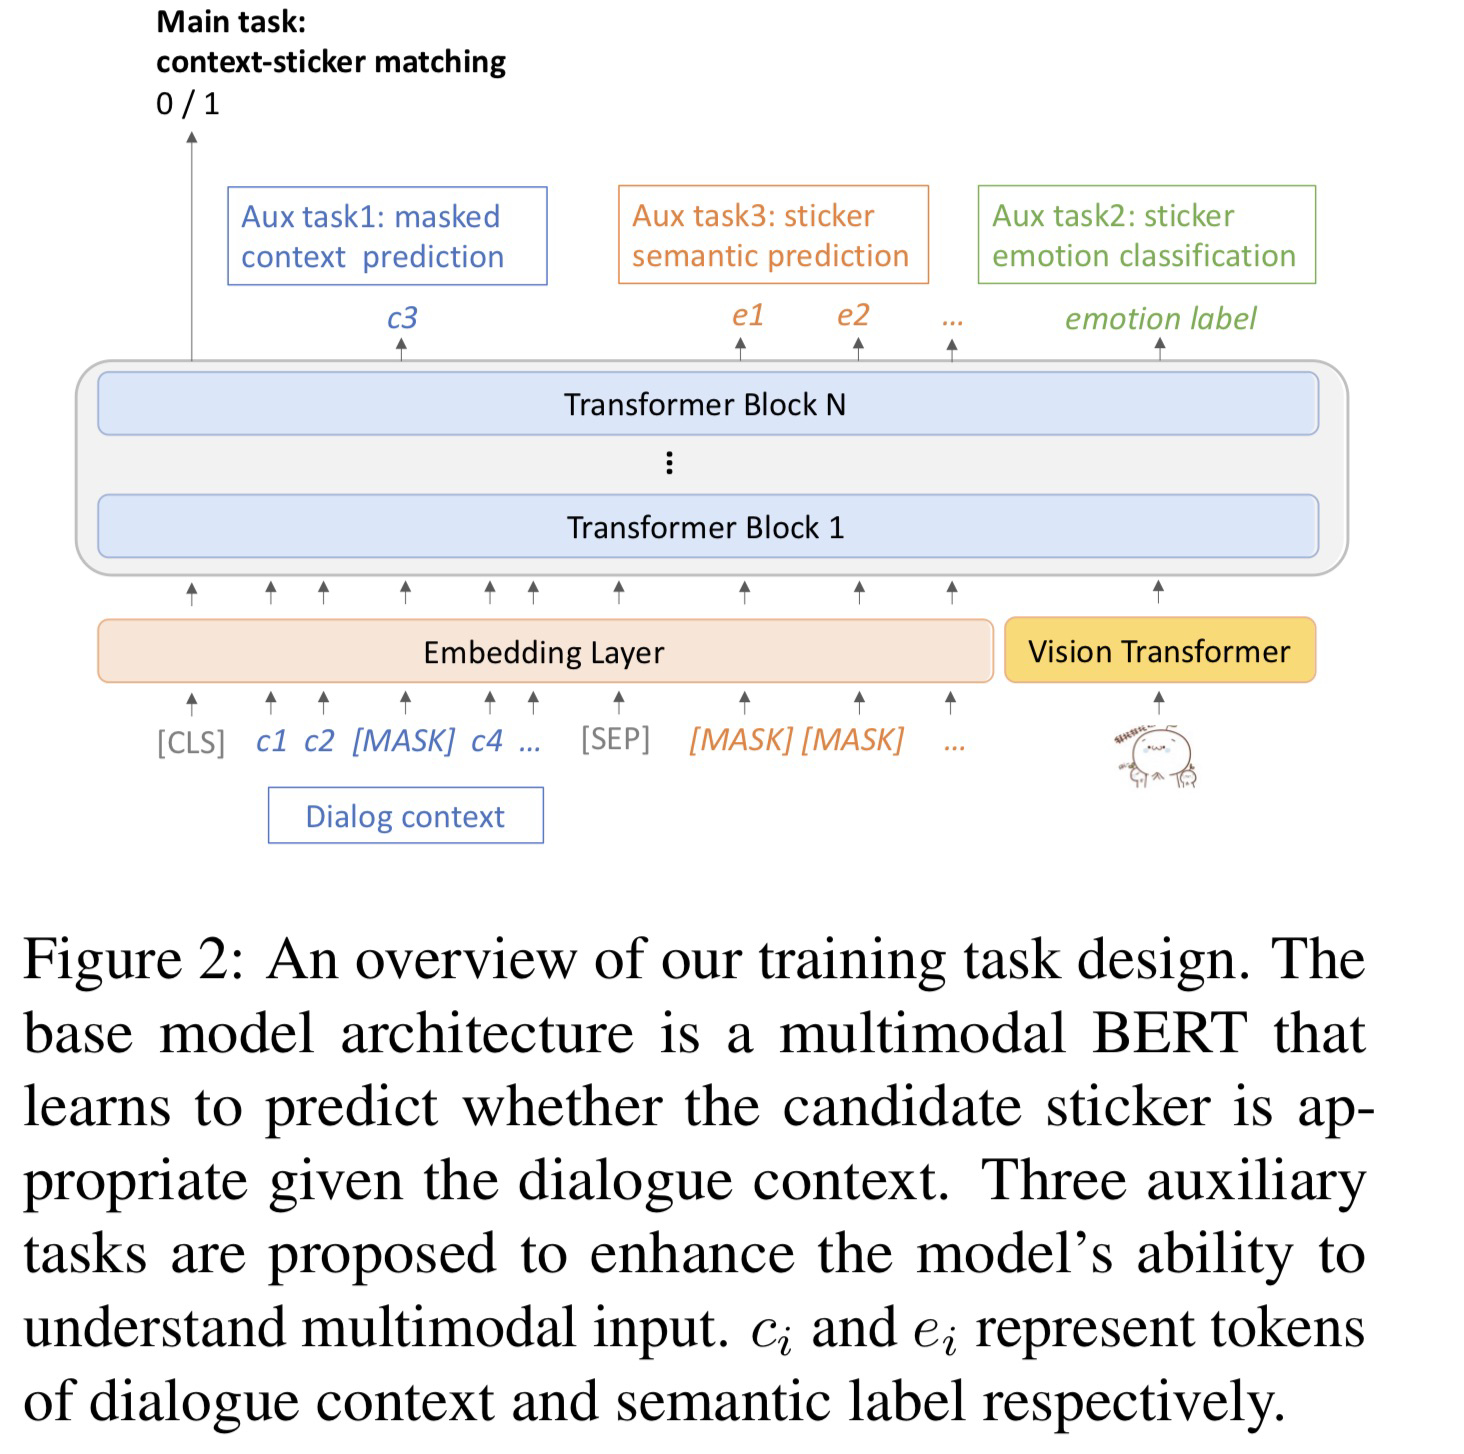 Main task:
context-sticker matching
0 / 1
Aux task1: masked
context prediction
Aux task3: sticker
semantic prediction
Aux task2: sticker
emotion classification
c3
e1
e2
...
emotion label
Transformer Block N
Transformer Block 1
Embedding Layer
Vision Transformer
[CLS] c1 c2 [MASK] c4 ... [SEP] [MASK] [MASK] ...
Dialog context
Figure 2: An overview of our training task design. The
base model architecture is a multimodal BERT that
learns to predict whether the candidate sticker is ap-
propriate given the dialogue context. Three auxiliary
tasks are proposed to enhance the model's ability to
understand multimodal input. cᵢ and eᵢ represent tokens
of dialogue context and semantic label respectively.